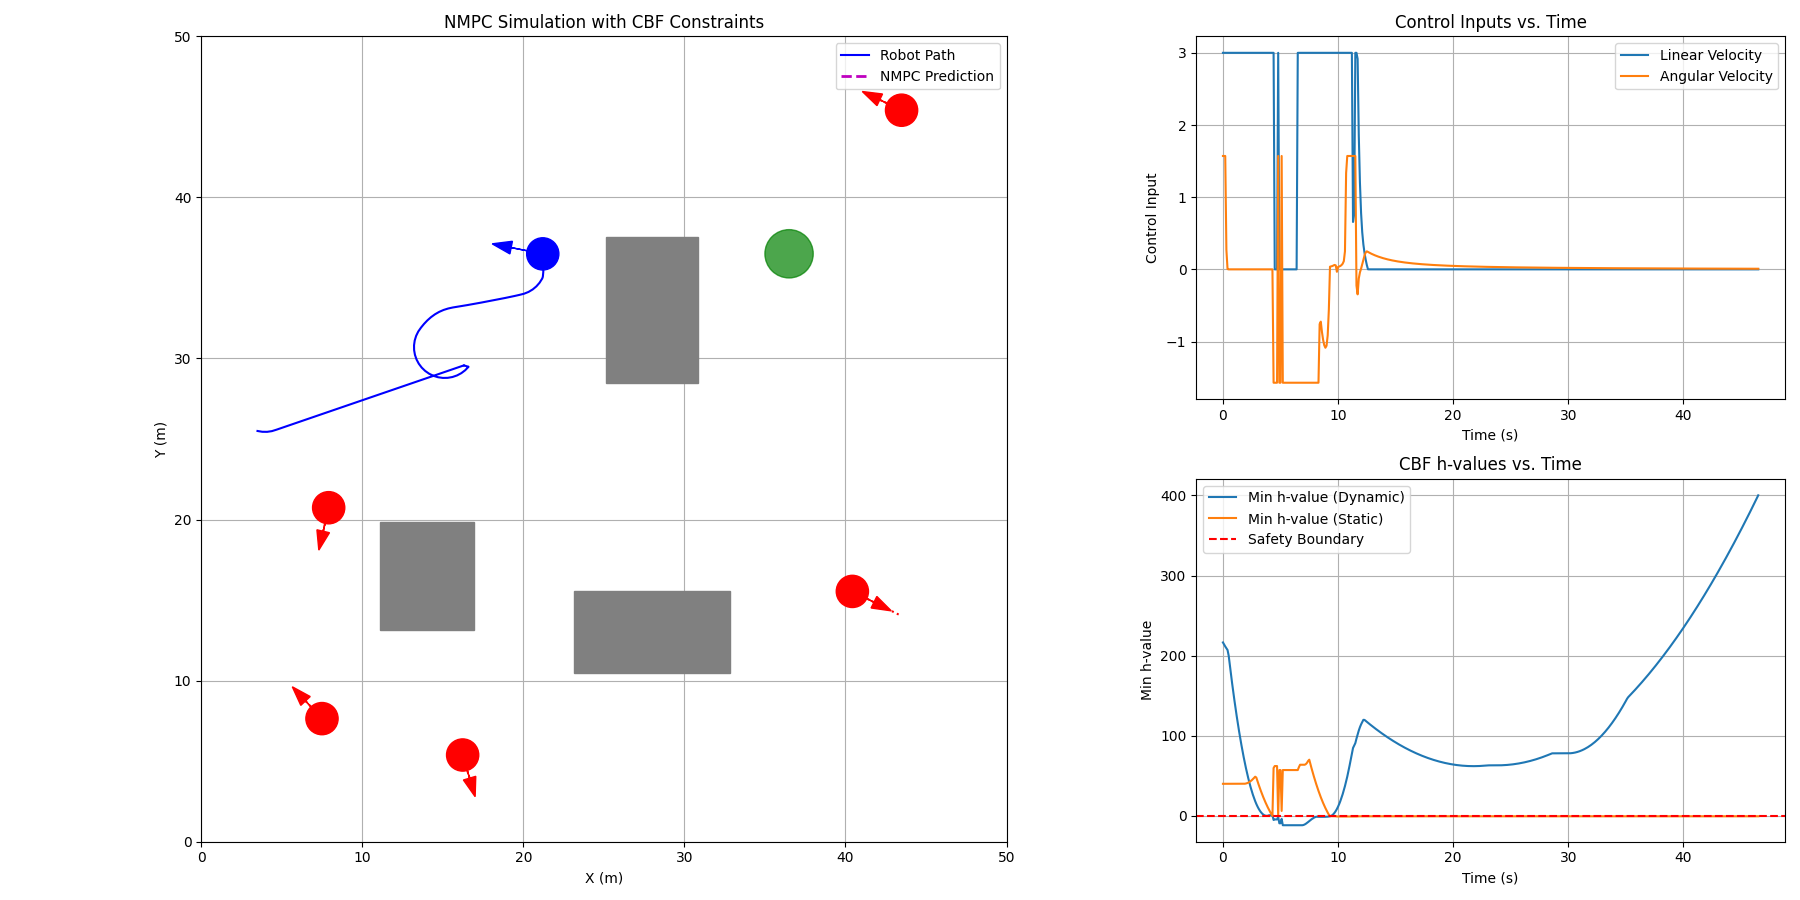 NMPC Simulation with CBF Constraints
50
40
30
20
10
0
Y (m)
Robot Path
NMPC Prediction
0 10 20 30 40 50
X (m)
Control Inputs vs. Time
3
2
1
0
−1
Control Input
Linear Velocity
Angular Velocity
0 10 20 30 40
Time (s)
CBF h-values vs. Time
400
300
200
100
0
Min h-value
Min h-value (Dynamic)
Min h-value (Static)
Safety Boundary
0 10 20 30 40
Time (s)